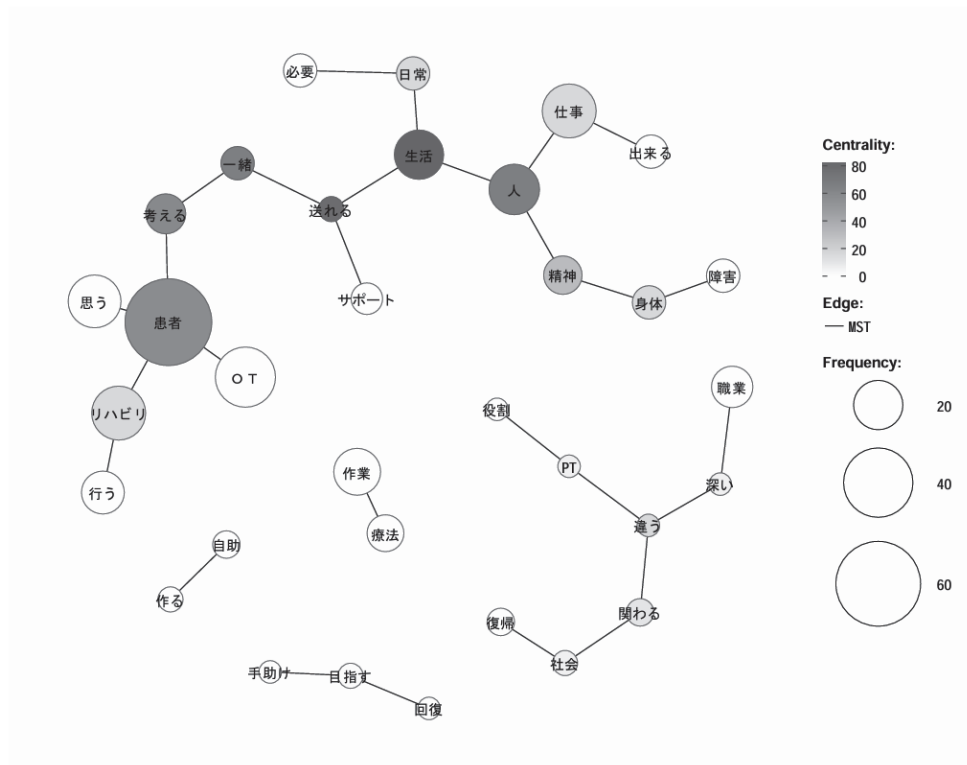 必要
日常
仕事
出来る
生活
一緒
人
送れる
考える
精神
障害
身体
サポート
思う
患者
ＯＴ
リハビリ
行う
職業
役割
PT
深い
違う
作業
療法
自助
作る
関わる
復帰
社会
手助け
目指す
回復
Centrality:
80
60
40
20
0
Edge:
MST
Frequency:
20
40
60